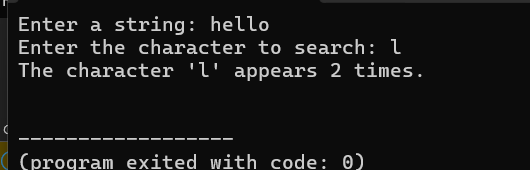 Enter a string: hello
Enter the character to search: l
The character 'l' appears 2 times.
------------------
(program exited with code: 0)